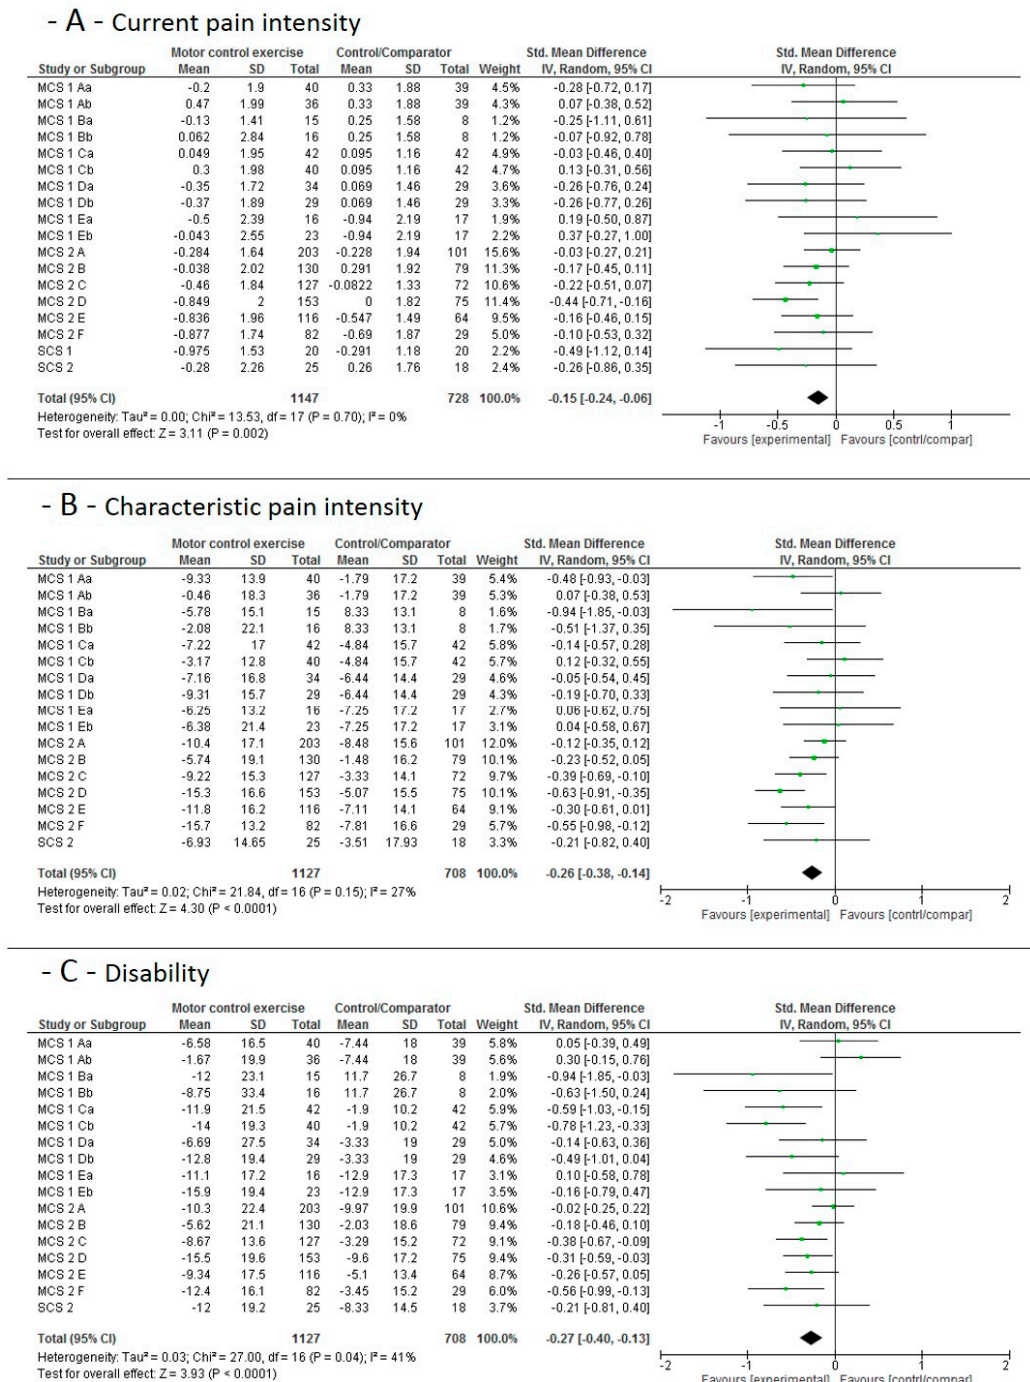 - A - Current pain intensity
Motor control exercise Control/Comparator Std. Mean Difference Std. Mean Difference
Study or Subgroup Mean SD Total Mean SD Total Weight IV, Random, 95% CI IV, Random, 95% CI
MCS 1 Aa -0.2 1.9 40 0.33 1.88 39 4.5% -0.28 [-0.72, 0.17]
MCS 1 Ab 0.47 1.99 36 0.33 1.88 39 4.3% 0.07 [-0.38, 0.52]
MCS 1 Ba -0.13 1.41 15 0.25 1.58 8 1.2% -0.25 [-1.11, 0.61]
MCS 1 Bb 0.062 2.84 16 0.25 1.58 8 1.2% -0.07 [-0.92, 0.78]
MCS 1 Ca 0.049 1.95 42 0.095 1.16 42 4.9% -0.03 [-0.46, 0.40]
MCS 1 Cb 0.3 1.98 40 0.095 1.16 42 4.7% 0.13 [-0.31, 0.56]
MCS 1 Da -0.35 1.72 34 0.069 1.46 29 3.6% -0.26 [-0.76, 0.24]
MCS 1 Db -0.37 1.89 29 0.069 1.46 29 3.3% -0.26 [-0.77, 0.26]
MCS 1 Ea -0.5 2.39 16 -0.94 2.19 17 1.9% 0.19 [-0.50, 0.87]
MCS 1 Eb -0.043 2.55 23 -0.94 2.19 17 2.2% 0.37 [-0.27, 1.00]
MCS 2 A -0.284 1.64 203 -0.228 1.94 101 15.6% -0.03 [-0.27, 0.21]
MCS 2 B -0.038 2.02 130 0.291 1.92 79 11.3% -0.17 [-0.45, 0.11]
MCS 2 C -0.46 1.84 127 -0.0822 1.33 72 10.6% -0.22 [-0.51, 0.07]
MCS 2 D -0.849 2 153 0 1.82 75 11.4% -0.44 [-0.71, -0.16]
MCS 2 E -0.836 1.96 116 -0.547 1.49 64 9.5% -0.16 [-0.46, 0.15]
MCS 2 F -0.877 1.74 82 -0.69 1.87 29 5.0% -0.10 [-0.53, 0.32]
SCS 1 -0.975 1.53 20 -0.291 1.18 20 2.2% -0.49 [-1.12, 0.14]
SCS 2 -0.28 2.26 25 0.26 1.76 18 2.4% -0.26 [-0.86, 0.35]
Total (95% CI) 1147 728 100.0% -0.15 [-0.24, -0.06]
Heterogeneity: Tau² = 0.00; Chi² = 13.53, df = 17 (P = 0.70); I² = 0%
Test for overall effect: Z = 3.11 (P = 0.002)
-1 -0.5 0 0.5 1
Favours [experimental] Favours [contrl/compar]
- B - Characteristic pain intensity
Motor control exercise Control/Comparator Std. Mean Difference Std. Mean Difference
Study or Subgroup Mean SD Total Mean SD Total Weight IV, Random, 95% CI IV, Random, 95% CI
MCS 1 Aa -9.33 13.9 40 -1.79 17.2 39 5.4% -0.48 [-0.93, -0.03]
MCS 1 Ab -0.46 18.3 36 -1.79 17.2 39 5.3% 0.07 [-0.38, 0.53]
MCS 1 Ba -5.78 15.1 15 8.33 13.1 8 1.6% -0.94 [-1.85, -0.03]
MCS 1 Bb -2.08 22.1 16 8.33 13.1 8 1.7% -0.51 [-1.37, 0.35]
MCS 1 Ca -7.22 17 42 -4.84 15.7 42 5.8% -0.14 [-0.57, 0.28]
MCS 1 Cb -3.17 12.8 40 -4.84 15.7 42 5.7% 0.12 [-0.32, 0.55]
MCS 1 Da -7.16 16.8 34 -6.44 14.4 29 4.6% -0.05 [-0.54, 0.45]
MCS 1 Db -9.31 15.7 29 -6.44 14.4 29 4.3% -0.19 [-0.70, 0.33]
MCS 1 Ea -6.25 13.2 16 -7.25 17.2 17 2.7% 0.06 [-0.62, 0.75]
MCS 1 Eb -6.38 21.4 23 -7.25 17.2 17 3.1% 0.04 [-0.58, 0.67]
MCS 2 A -10.4 17.1 203 -8.48 15.6 101 12.0% -0.12 [-0.35, 0.12]
MCS 2 B -5.74 19.1 130 -1.48 16.2 79 10.1% -0.23 [-0.52, 0.05]
MCS 2 C -9.22 15.3 127 -3.33 14.1 72 9.7% -0.39 [-0.69, -0.10]
MCS 2 D -15.3 16.6 153 -5.07 15.5 75 10.1% -0.63 [-0.91, -0.35]
MCS 2 E -11.8 16.2 116 -7.11 14.1 64 9.1% -0.30 [-0.61, 0.01]
MCS 2 F -15.7 13.2 82 -7.81 16.6 29 5.7% -0.55 [-0.98, -0.12]
SCS 2 -6.93 14.65 25 -3.51 17.93 18 3.3% -0.21 [-0.82, 0.40]
Total (95% CI) 1127 708 100.0% -0.26 [-0.38, -0.14]
Heterogeneity: Tau² = 0.02; Chi² = 21.84, df = 16 (P = 0.15); I² = 27%
Test for overall effect: Z = 4.30 (P < 0.0001)
-2 -1 0 1 2
Favours [experimental] Favours [contrl/compar]
- C - Disability
Motor control exercise Control/Comparator Std. Mean Difference Std. Mean Difference
Study or Subgroup Mean SD Total Mean SD Total Weight IV, Random, 95% CI IV, Random, 95% CI
MCS 1 Aa -6.58 16.5 40 -7.44 18 39 5.8% 0.05 [-0.39, 0.49]
MCS 1 Ab -1.67 19.9 36 -7.44 18 39 5.6% 0.30 [-0.15, 0.76]
MCS 1 Ba -12 23.1 15 11.7 26.7 8 1.9% -0.94 [-1.85, -0.03]
MCS 1 Bb -8.75 33.4 16 11.7 26.7 8 2.0% -0.63 [-1.50, 0.24]
MCS 1 Ca -11.9 21.5 42 -1.9 10.2 42 5.9% -0.59 [-1.03, -0.15]
MCS 1 Cb -14 19.3 40 -1.9 10.2 42 5.7% -0.78 [-1.23, -0.33]
MCS 1 Da -6.69 27.5 34 -3.33 19 29 5.0% -0.14 [-0.63, 0.36]
MCS 1 Db -12.8 19.4 29 -3.33 19 29 4.6% -0.49 [-1.01, 0.04]
MCS 1 Ea -11.1 17.2 16 -12.9 17.3 17 3.1% 0.10 [-0.58, 0.78]
MCS 1 Eb -15.9 19.4 23 -12.9 17.3 17 3.5% -0.16 [-0.79, 0.47]
MCS 2 A -10.3 22.4 203 -9.97 19.9 101 10.6% -0.02 [-0.25, 0.22]
MCS 2 B -5.62 21.1 130 -2.03 18.6 79 9.4% -0.18 [-0.46, 0.10]
MCS 2 C -8.67 13.6 127 -3.29 15.2 72 9.1% -0.38 [-0.67, -0.09]
MCS 2 D -15.5 19.6 153 -9.6 17.2 75 9.4% -0.31 [-0.59, -0.03]
MCS 2 E -9.34 17.5 116 -5.1 13.4 64 8.7% -0.26 [-0.57, 0.05]
MCS 2 F -12.4 16.1 82 -3.45 15.2 29 6.0% -0.56 [-0.99, -0.13]
SCS 2 -12 19.2 25 -8.33 14.5 18 3.7% -0.21 [-0.81, 0.40]
Total (95% CI) 1127 708 100.0% -0.27 [-0.40, -0.13]
Heterogeneity: Tau² = 0.03; Chi² = 27.00, df = 16 (P = 0.04); I² = 41%
Test for overall effect: Z = 3.93 (P < 0.0001)
-2 -1 0 1 2
Favours [experimental] Favours [contrl/compar]